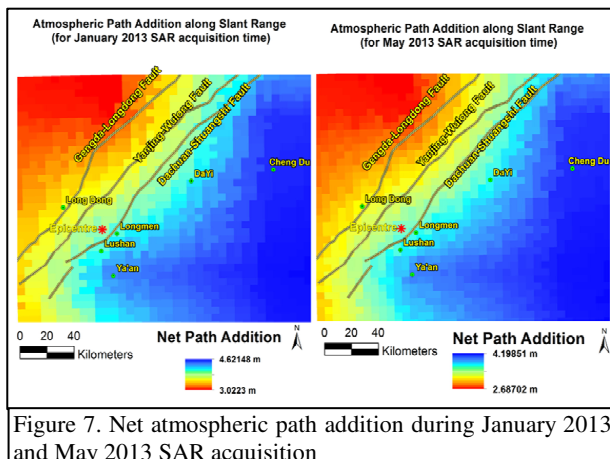 Atmospheric Path Addition along Slant Range
(for January 2013 SAR acquisition time)
Gengda-Longdong Fault
Yanjing-Wulong Fault
Dachuan-Shuangshi Fault
Cheng Du
DaYi
Long Dong
Epicentre
Longmen
Lushan
Ya'an
0 20 40
Kilometers
Net Path Addition
4.62148 m
3.0223 m
N
Atmospheric Path Addition along Slant Range
(for May 2013 SAR acquisition time)
Gengda-Longdong Fault
Yanjing-Wulong Fault
Dachuan-Shuangshi Fault
Cheng Du
DaYi
Long Dong
Epicentre
Longmen
Lushan
Ya'an
0 20 40
Kilometers
Net Path Addition
4.19851 m
2.68702 m
N
Figure 7. Net atmospheric path addition during January 2013
and May 2013 SAR acquisition